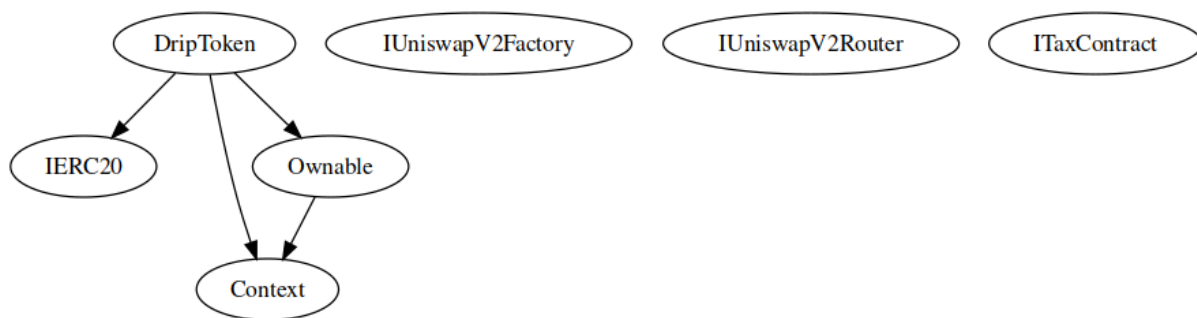 DripToken
IUniswapV2Factory
IUniswapV2Router
ITaxContract
IERC20
Ownable
Context